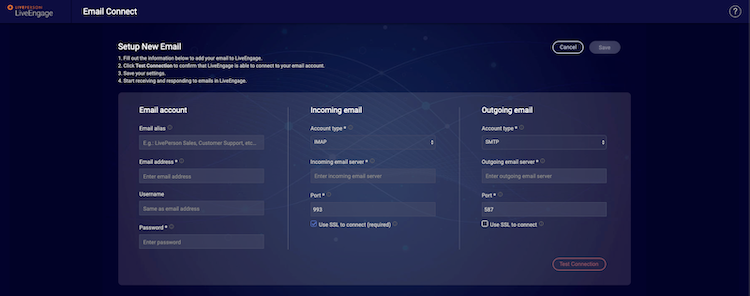 LIVEPERSON
LiveEngage
Email Connect
?
Setup New Email
1. Fill out the information below to add your email to LiveEngage.
2. Click Test Connection to confirm that LiveEngage is able to connect to your email account.
3. Save your settings.
4. Start receiving and responding to emails in LiveEngage.
Cancel
Save
Email account
Email alias
E.g.: LivePerson Sales, Customer Support, etc...
Email address *
Enter email address
Username
Same as email address
Password *
Enter password
Incoming email
Account type *
IMAP
Incoming email server *
Enter incoming email server
Port *
993
Use SSL to connect (required)
Outgoing email
Account type *
SMTP
Outgoing email server *
Enter outgoing email server
Port *
587
Use SSL to connect
Test Connection